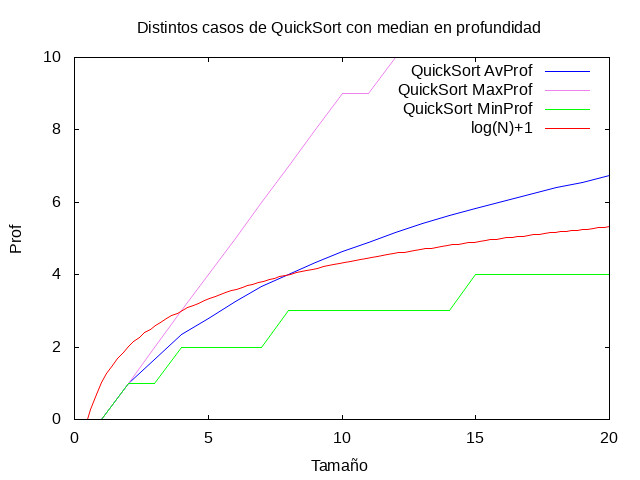 Distintos casos de QuickSort con median en profundidad
10
8
6
4
2
0
Prof
QuickSort AvProf
QuickSort MaxProf
QuickSort MinProf
log(N)+1
0 5 10 15 20
Tamaño